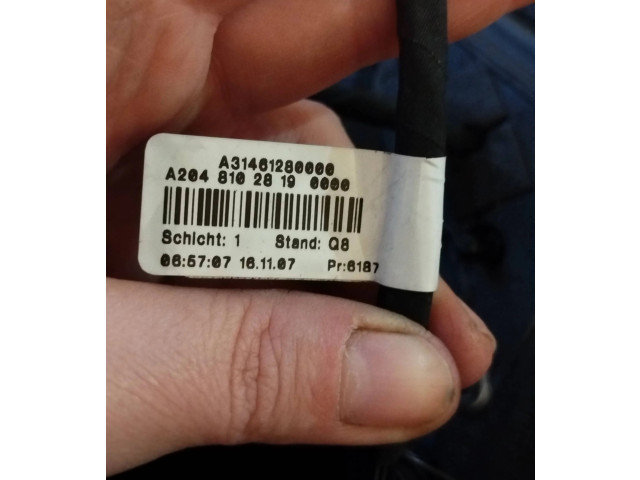 A31461280000
A204 810 28 19 0000
Schicht: 1 Stand: Q8
06:57:07 16.11.07 Pr:6187